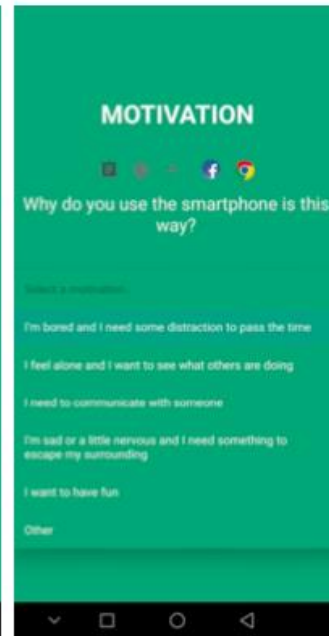 MOTIVATION
Why do you use the smartphone is this
way?
Select a motivation...
I'm bored and I need some distraction to pass the time
I feel alone and I want to see what others are doing
I need to communicate with someone
I'm sad or a little nervous and I need something to
escape my surrounding
I want to have fun
Other